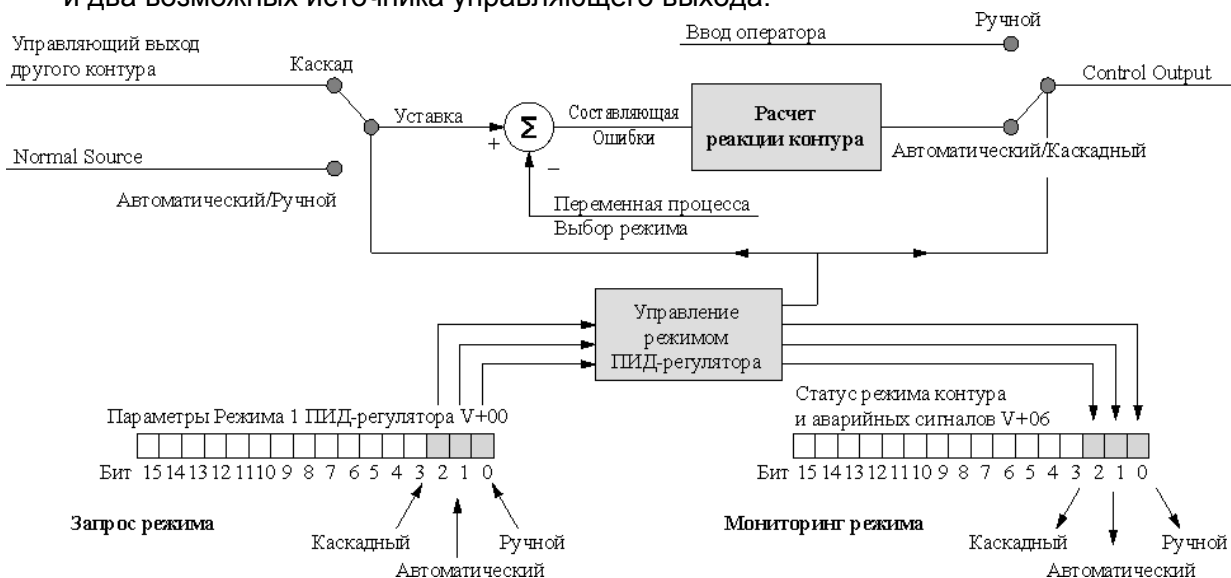 и два возможных источника управляющего выхода.
Ручной
Ввод оператора
Управляющий выход
другого контура
Каскад
Control Output
Уставка
Составляющая
Ошибки
Σ
+
−
Расчет
реакции контура
Автоматический/Каскадный
Normal Source
Автоматический/Ручной
Переменная процесса
Выбор режима
Управление
режимом
ПИД-регулятора
Параметры Режима 1 ПИД-регулятора V+00
Бит 15 14 13 12 11 10 9 8 7 6 5 4 3 2 1 0
Запрос режима
Каскадный
Ручной
Автоматический
Статус режима контура
и аварийных сигналов V+06
Бит 15 14 13 12 11 10 9 8 7 6 5 4 3 2 1 0
Мониторинг режима
Каскадный
Ручной
Автоматический